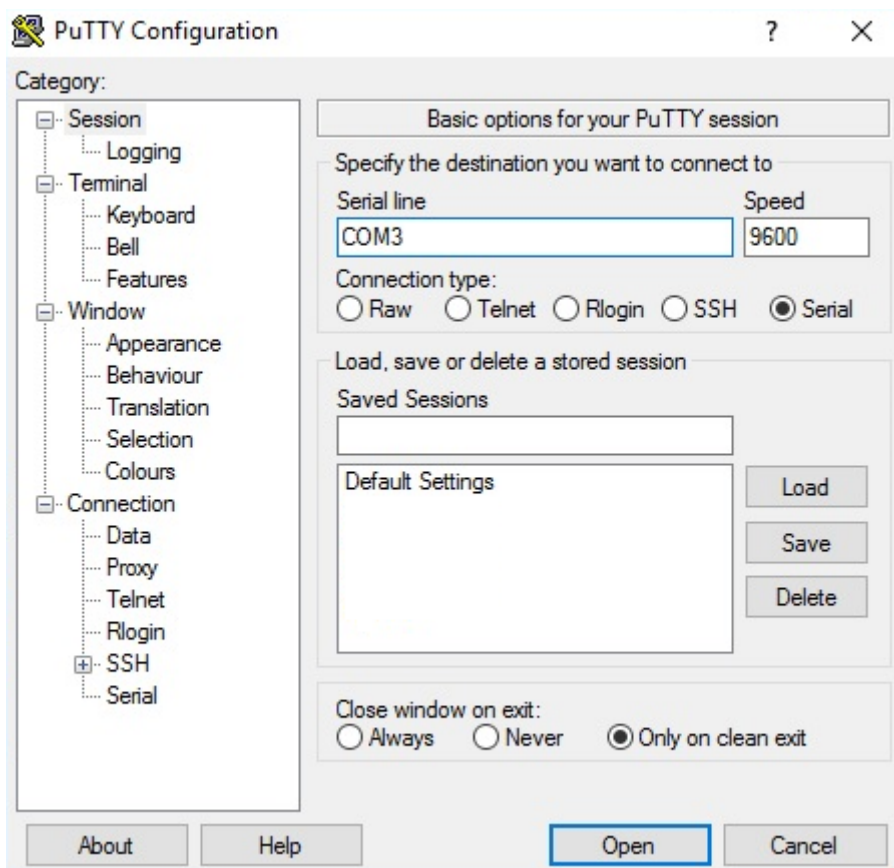 PuTTY Configuration
?
Category:
Session
Logging
Terminal
Keyboard
Bell
Features
Window
Appearance
Behaviour
Translation
Selection
Colours
Connection
Data
Proxy
Telnet
Rlogin
SSH
Serial
Basic options for your PuTTY session
Specify the destination you want to connect to
Serial line Speed
COM3 9600
Connection type:
Raw Telnet Rlogin SSH Serial
Load, save or delete a stored session
Saved Sessions
Default Settings
Load
Save
Delete
Close window on exit:
Always Never Only on clean exit
About Help Open Cancel